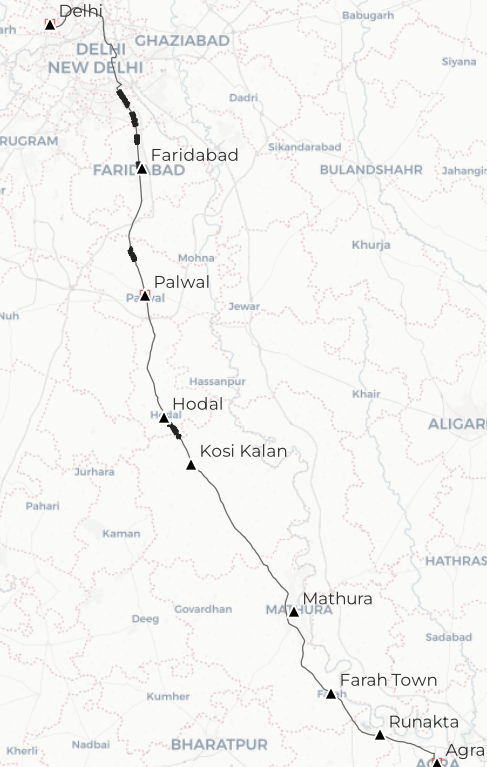 Delhi
Babugarh
arh
GHAZIABAD
DELHI
NEW DELHI
Siyana
Dadri
RUGRAM
Sikandarabad
Faridabad
FARIDABAD
BULANDSHAHR
Jahangir
r
Khurja
Mohna
Palwal
Palwal
Jewar
Nuh
Hassanpur
Khair
Hodal
Hodal
ALIGAR
Kosi Kalan
Jurhara
Pahari
Kaman
HATHRAS
Mathura
MATHURA
Govardhan
Deeg
Sadabad
Farah Town
Farah
Kumher
Runakta
Nadbai
BHARATPUR
Kherli
Agra
AGRA